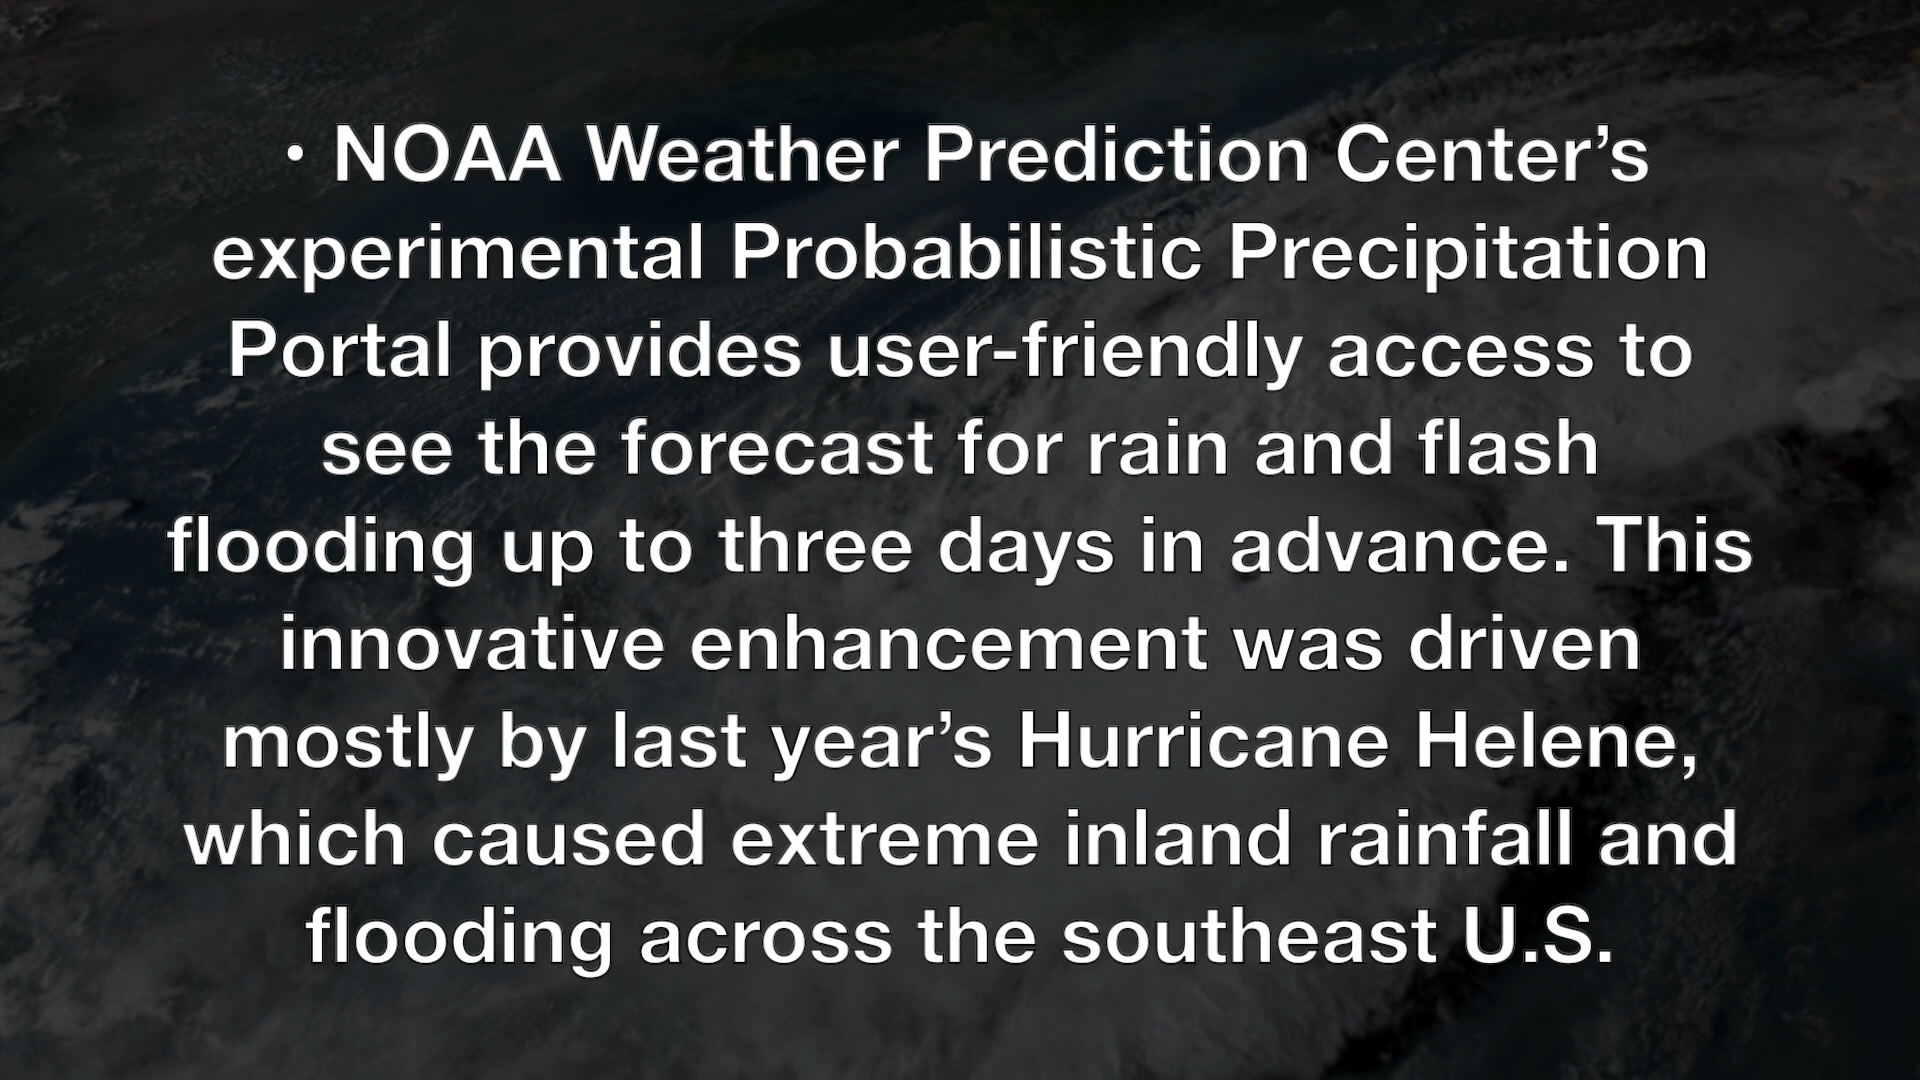 • NOAA Weather Prediction Center’s
experimental Probabilistic Precipitation
Portal provides user-friendly access to
see the forecast for rain and flash
flooding up to three days in advance. This
innovative enhancement was driven
mostly by last year’s Hurricane Helene,
which caused extreme inland rainfall and
flooding across the southeast U.S.